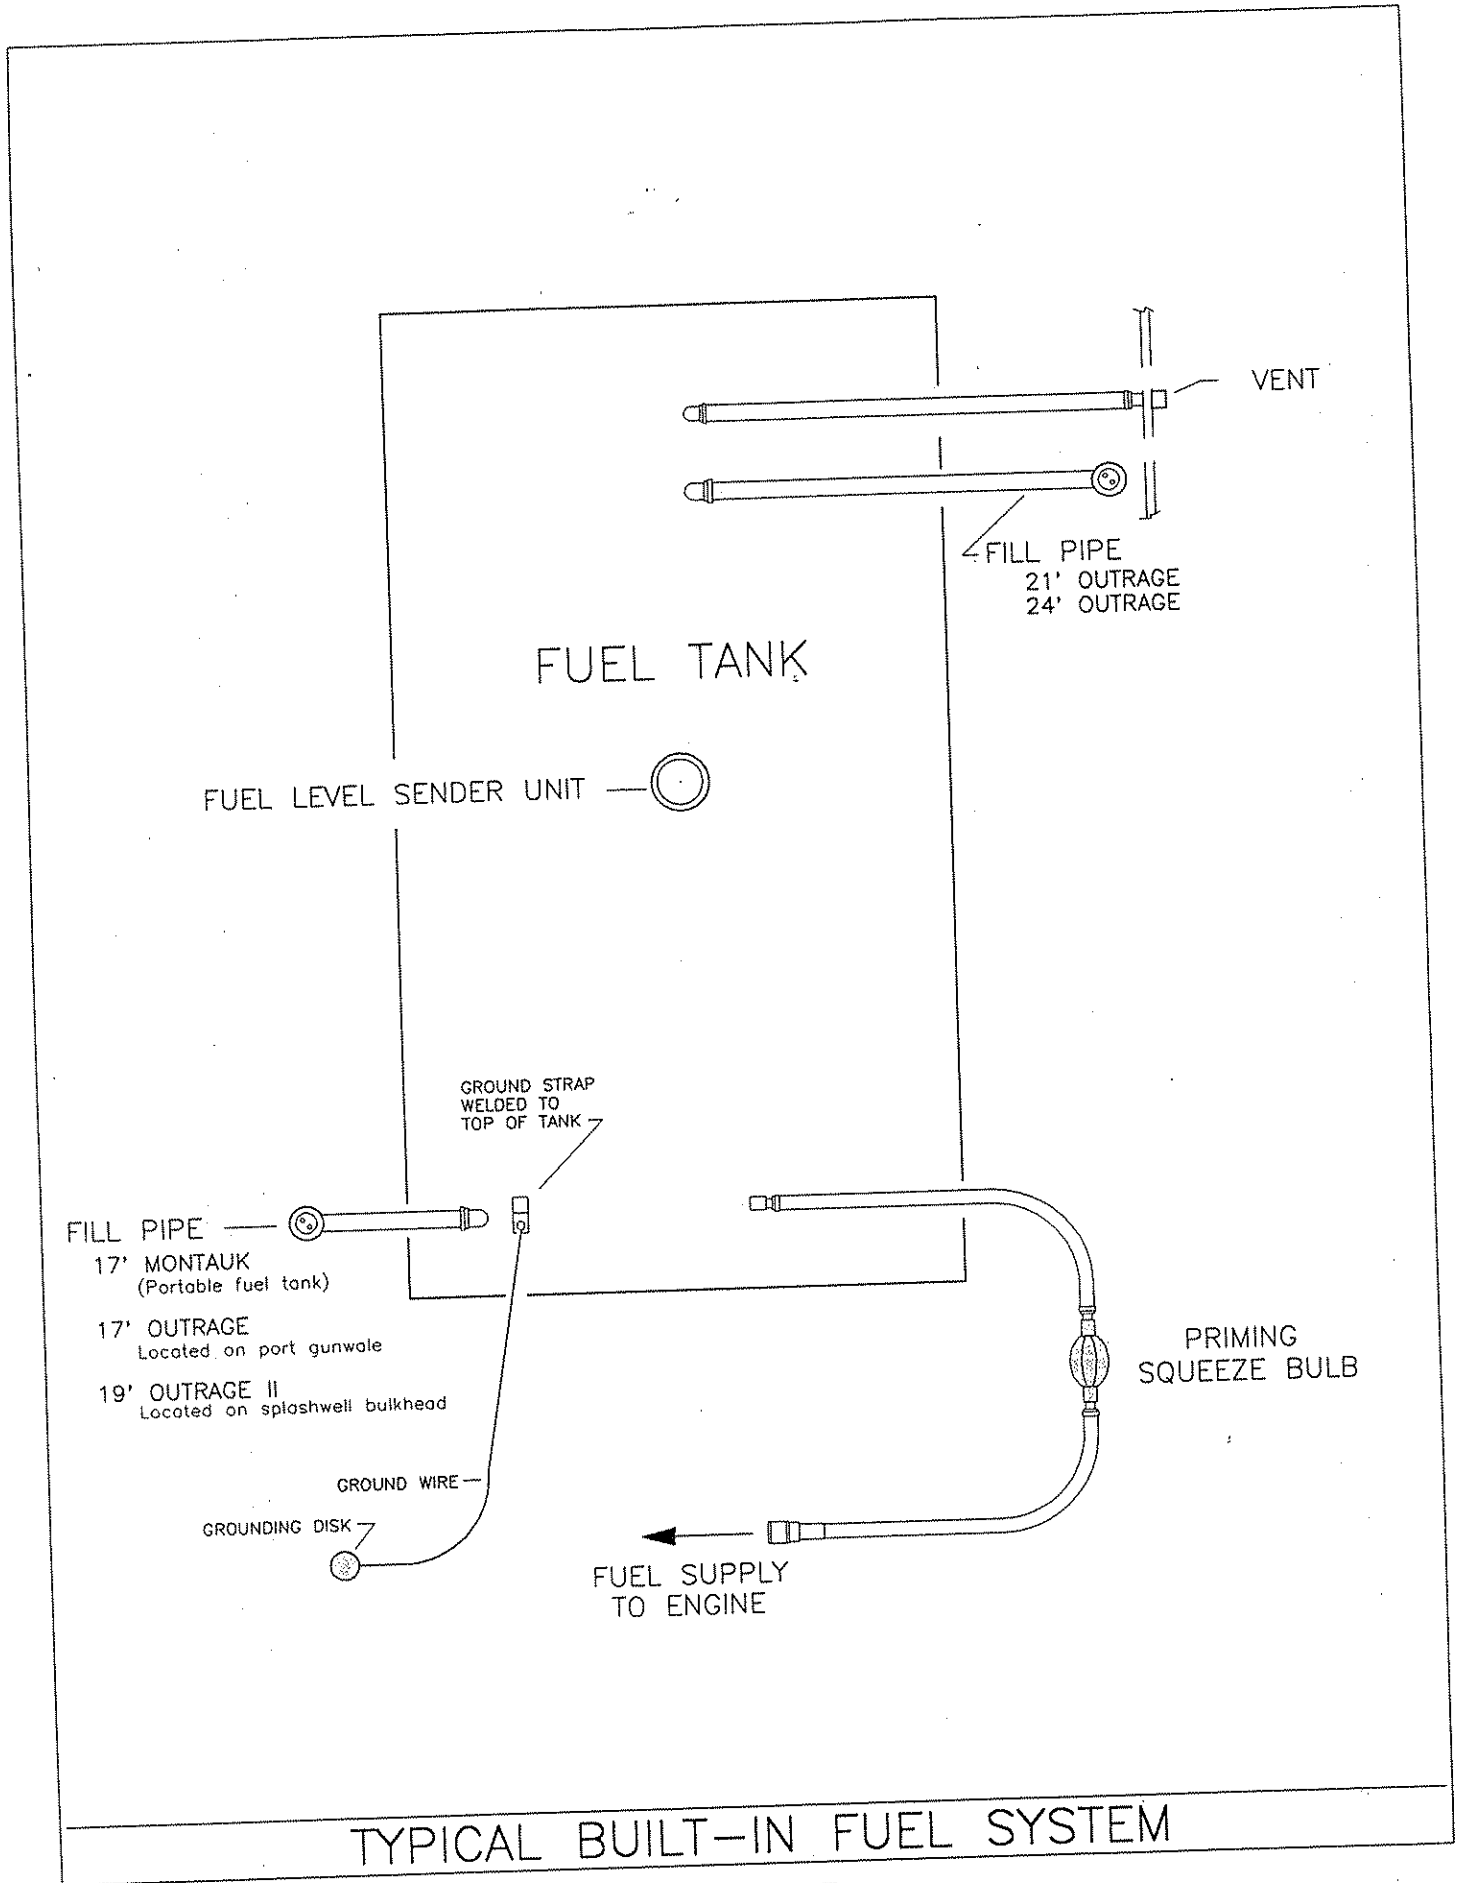 VENT
FILL PIPE
21' OUTRAGE
24' OUTRAGE
FUEL TANK
FUEL LEVEL SENDER UNIT
GROUND STRAP
WELDED TO
TOP OF TANK
FILL PIPE
17' MONTAUK
(Portable fuel tank)
17' OUTRAGE
Located on port gunwale
19' OUTRAGE II
Located on splashwell bulkhead
PRIMING
SQUEEZE BULB
GROUND WIRE
GROUNDING DISK
FUEL SUPPLY
TO ENGINE
TYPICAL BUILT-IN FUEL SYSTEM